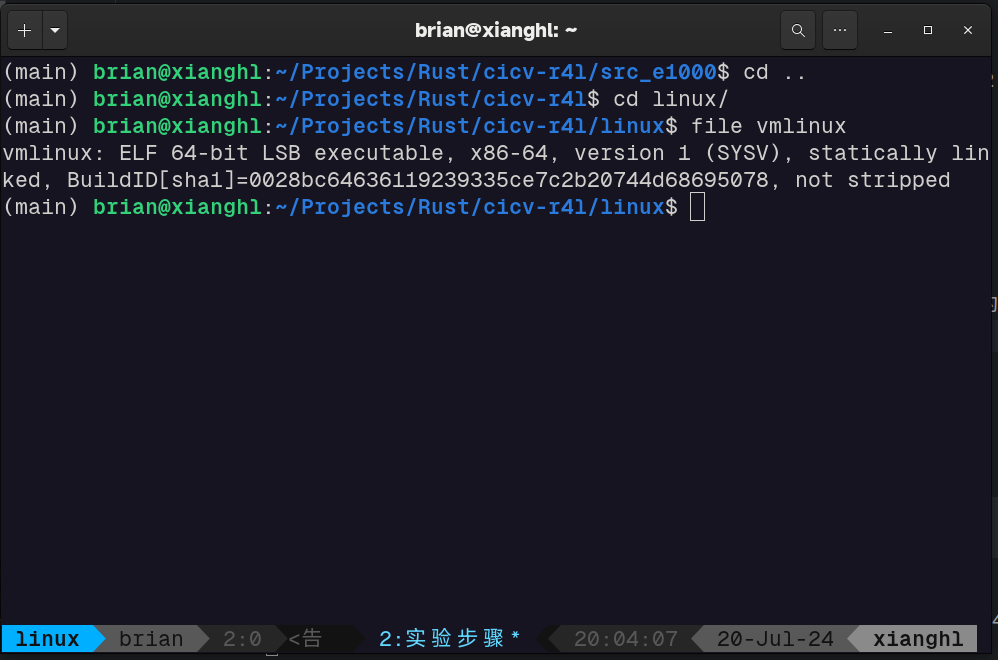 brian@xianghl: ~
(main) brian@xianghl:~/Projects/Rust/cicv-r4l/src_e1000$ cd ..
(main) brian@xianghl:~/Projects/Rust/cicv-r4l$ cd linux/
(main) brian@xianghl:~/Projects/Rust/cicv-r4l/linux$ file vmlinux
vmlinux: ELF 64-bit LSB executable, x86-64, version 1 (SYSV), statically lin
ked, BuildID[sha1]=0028bc64636119239335ce7c2b20744d68695078, not stripped
(main) brian@xianghl:~/Projects/Rust/cicv-r4l/linux$
linux brian 2:0 <告 2:实验步骤* 20:04:07 20-Jul-24 xianghl